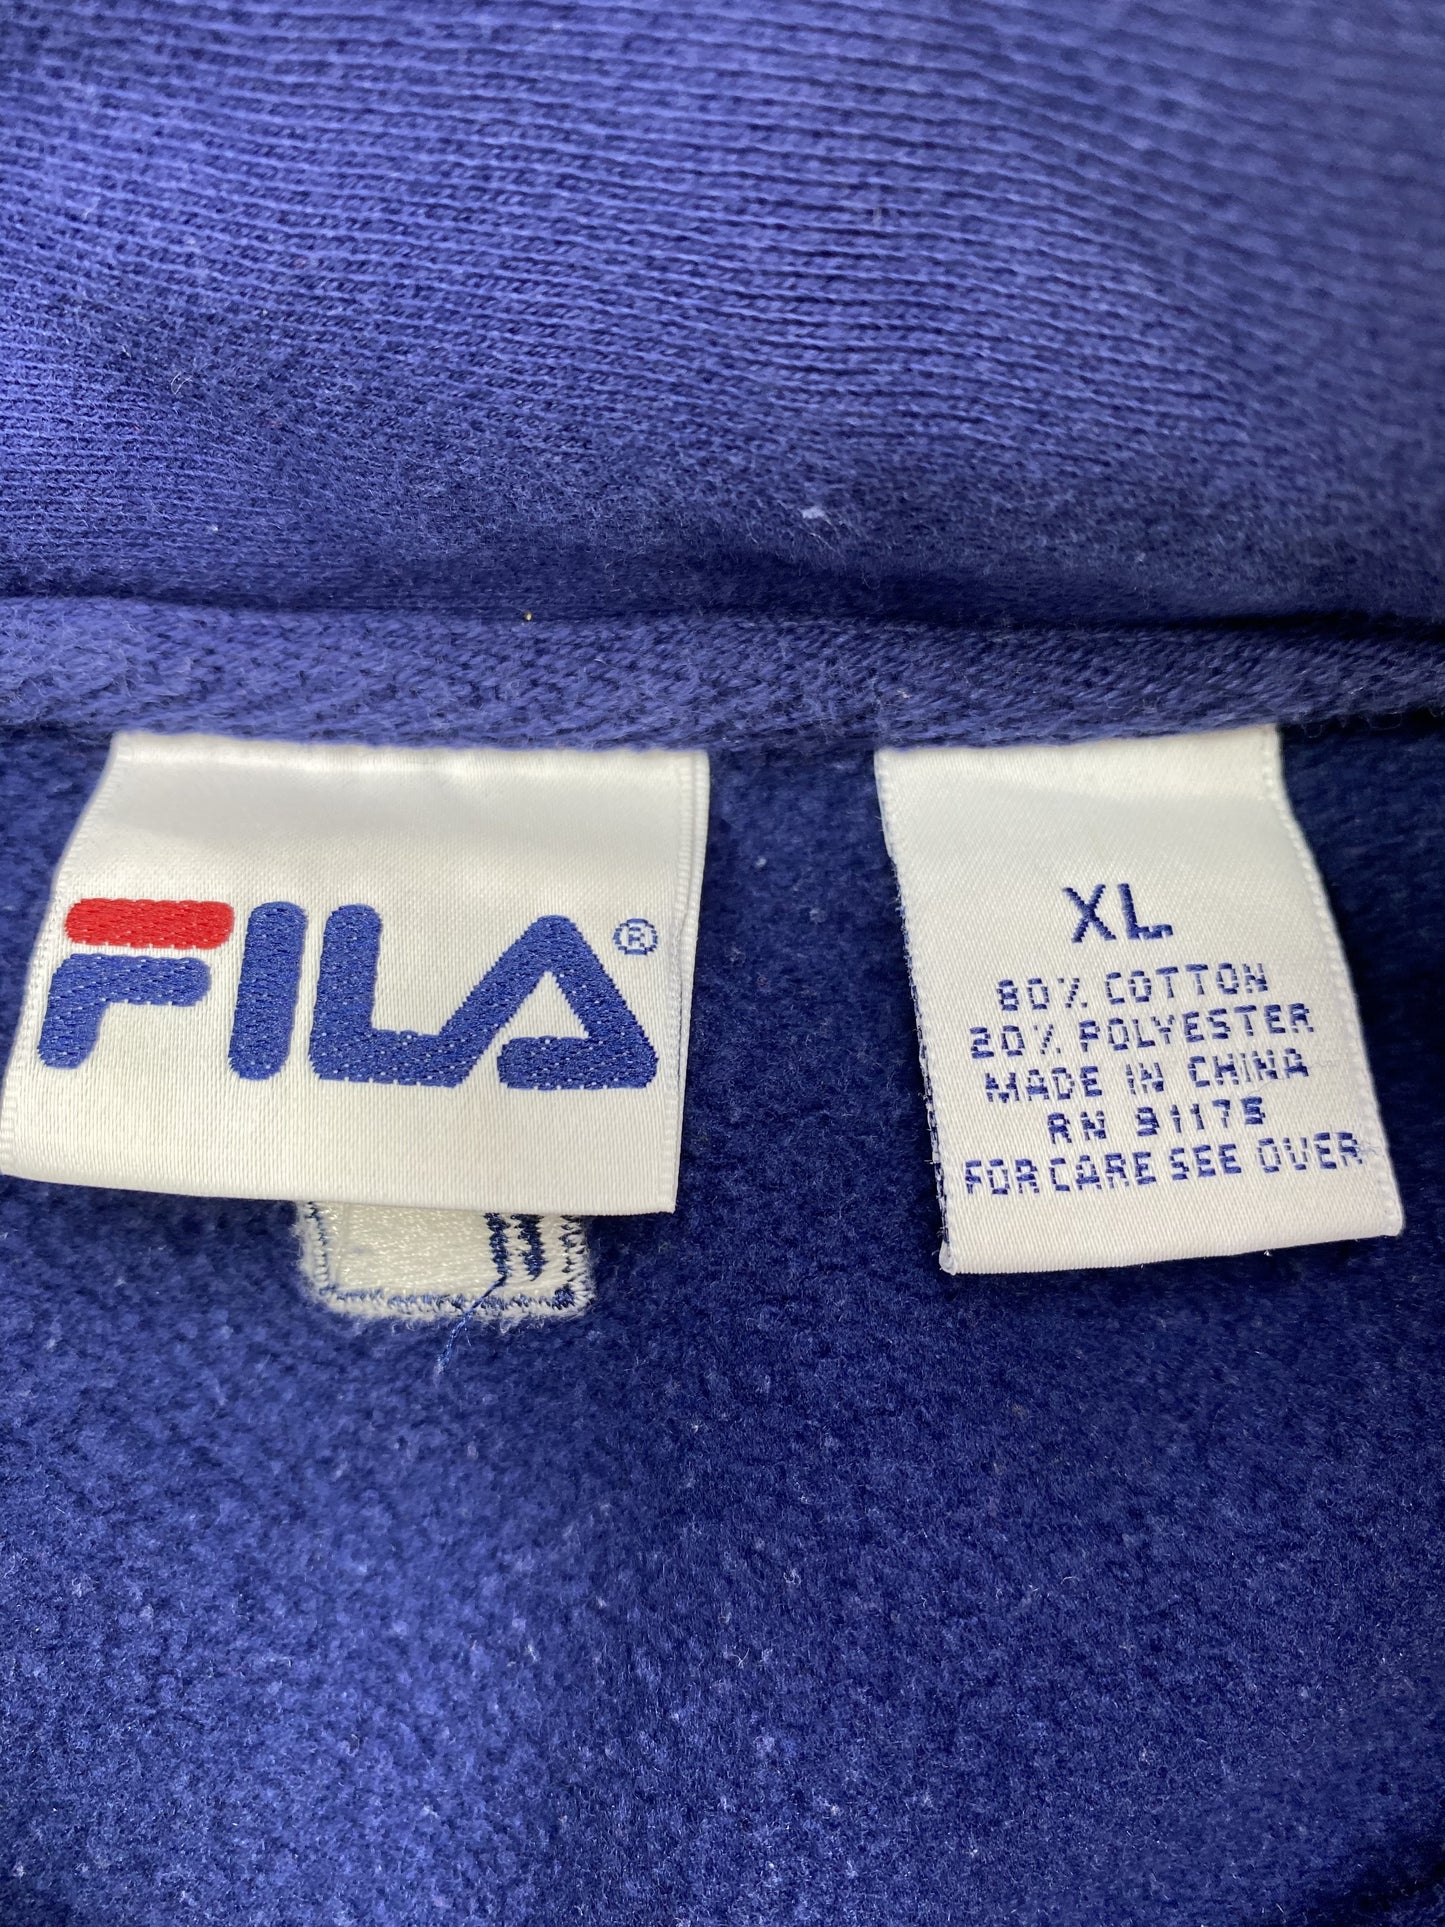 FILA®
XL
80% COTTON
20% POLYESTER
MADE IN CHINA
RN 91175
FOR CARE SEE OVER